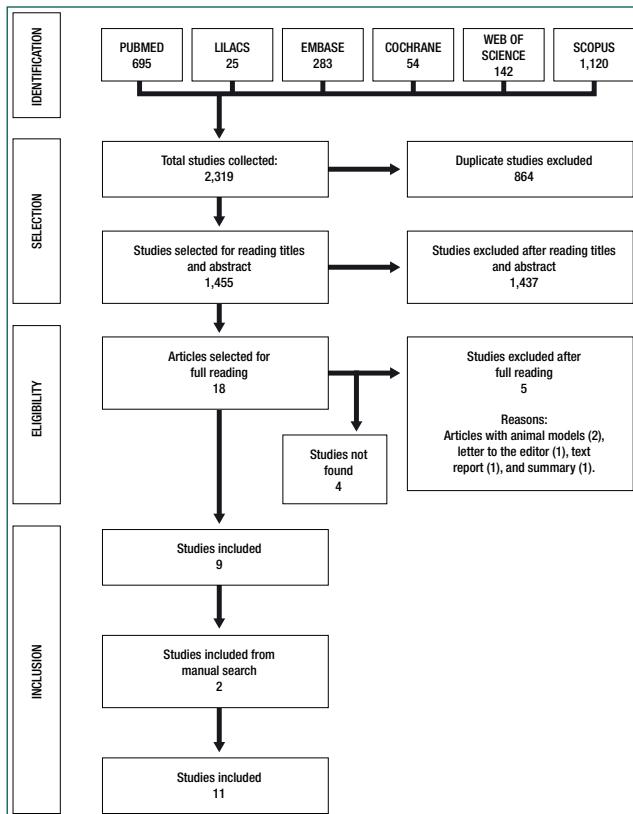 IDENTIFICATION
PUBMED
695
LILACS
25
EMBASE
283
COCHRANE
54
WEB OF
SCIENCE
142
SCOPUS
1,120
SELECTION
Total studies collected:
2,319
Duplicate studies excluded
864
Studies selected for reading titles
and abstract
1,455
Studies excluded after reading titles
and abstract
1,437
ELIGIBILITY
Articles selected for
full reading
18
Studies excluded after
full reading
5
Reasons:
Articles with animal models (2),
letter to the editor (1), text
report (1), and summary (1).
Studies not
found
4
INCLUSION
Studies included
9
Studies included from
manual search
2
Studies included
11